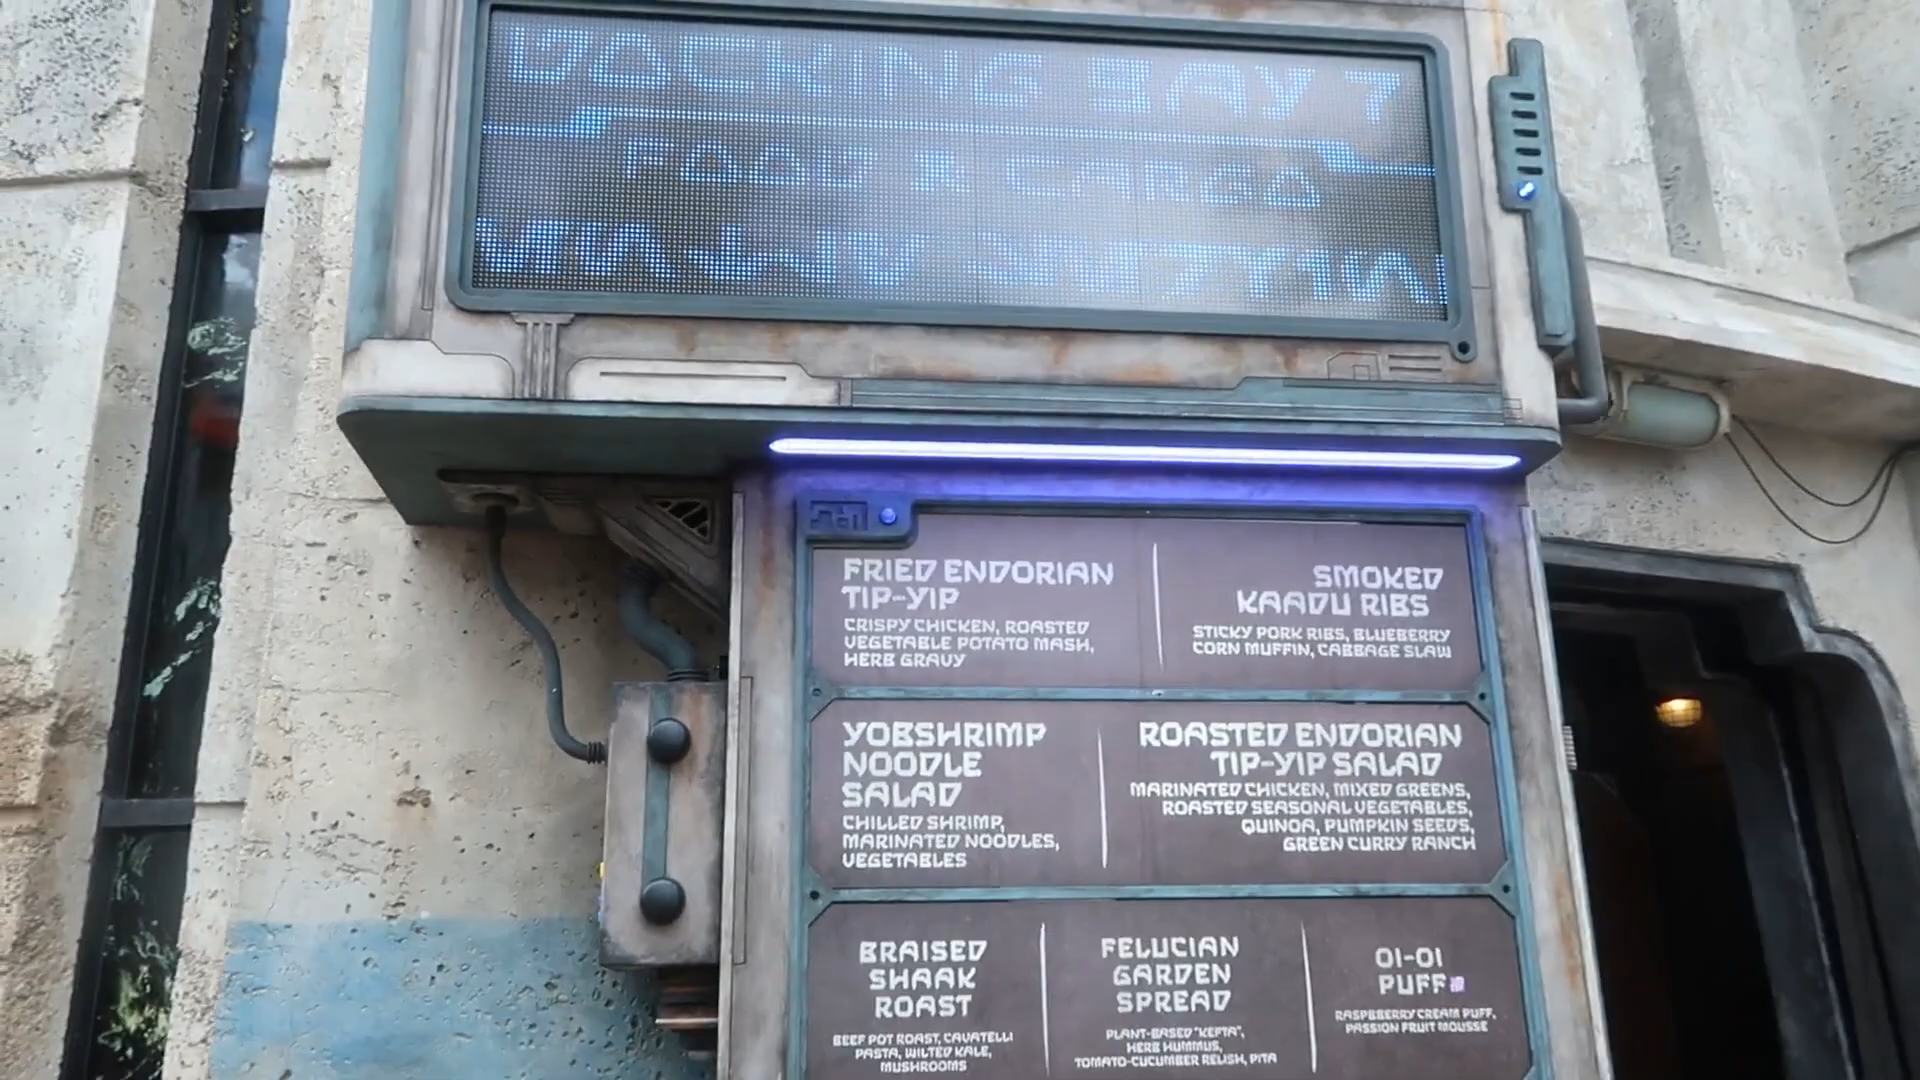 DOCKING BAY 7
FOOD & CARGO
FRIED ENDORIAN
TIP-YIP
CRISPY CHICKEN, ROASTED
VEGETABLE POTATO MASH,
HERB GRAVY
SMOKED
KAADU RIBS
STICKY PORK RIBS, BLUEBERRY
CORN MUFFIN, CABBAGE SLAW
YOBSHRIMP
NOODLE
SALAD
CHILLED SHRIMP,
MARINATED NOODLES,
VEGETABLES
ROASTED ENDORIAN
TIP-YIP SALAD
MARINATED CHICKEN, MIXED GREENS,
ROASTED SEASONAL VEGETABLES,
QUINOA, PUMPKIN SEEDS,
GREEN CURRY RANCH
BRAISED
SHAAK
ROAST
BEEF POT ROAST, CAVATELLI
PASTA, WILTED KALE,
MUSHROOMS
FELUCIAN
GARDEN
SPREAD
PLANT-BASED "KEFTA",
HERB HUMMUS,
TOMATO-CUCUMBER RELISH, PITA
OI-OI
PUFF
RASPBERRY CREAM PUFF,
PASSION FRUIT MOUSSE